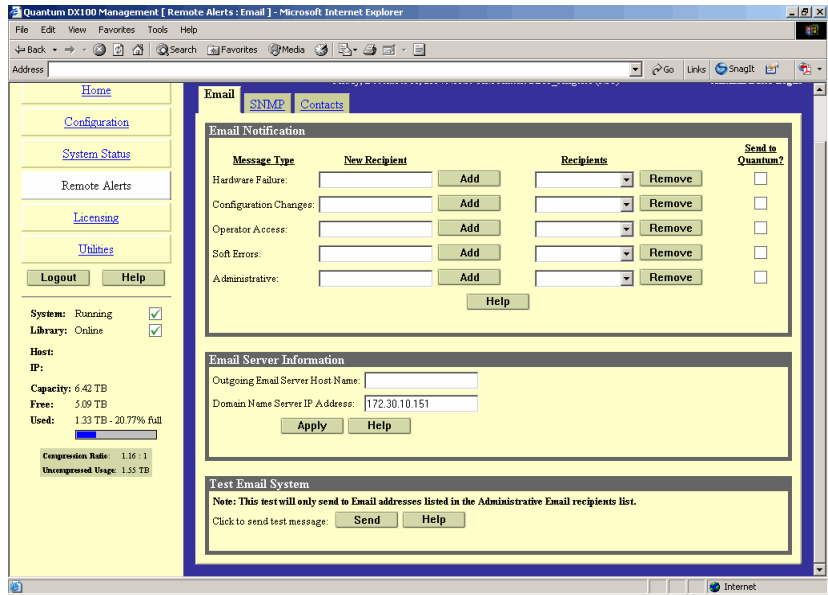 Quantum DX100 Management [ Remote Alerts : Email ] - Microsoft Internet Explorer
File Edit View Favorites Tools Help
Back Search Favorites Media
Address Go Links SnagIt
Home
Configuration
System Status
Remote Alerts
Licensing
Utilities
Logout Help
System: Running
Library: Online
Host:
IP:
Capacity: 6.42 TB
Free: 5.09 TB
Used: 1.33 TB - 20.77% full
Compression Ratio: 1.16 : 1
Uncompressed Usage: 1.55 TB
Email SNMP Contacts
Email Notification
Message Type New Recipient Recipients Send to Quantum?
Hardware Failure: Add Remove
Configuration Changes: Add Remove
Operator Access: Add Remove
Soft Errors: Add Remove
Administrative: Add Remove
Help
Email Server Information
Outgoing Email Server Host Name:
Domain Name Server IP Address: 172.30.10.151
Apply Help
Test Email System
Note: This test will only send to Email addresses listed in the Administrative Email recipients list.
Click to send test message: Send Help
Internet